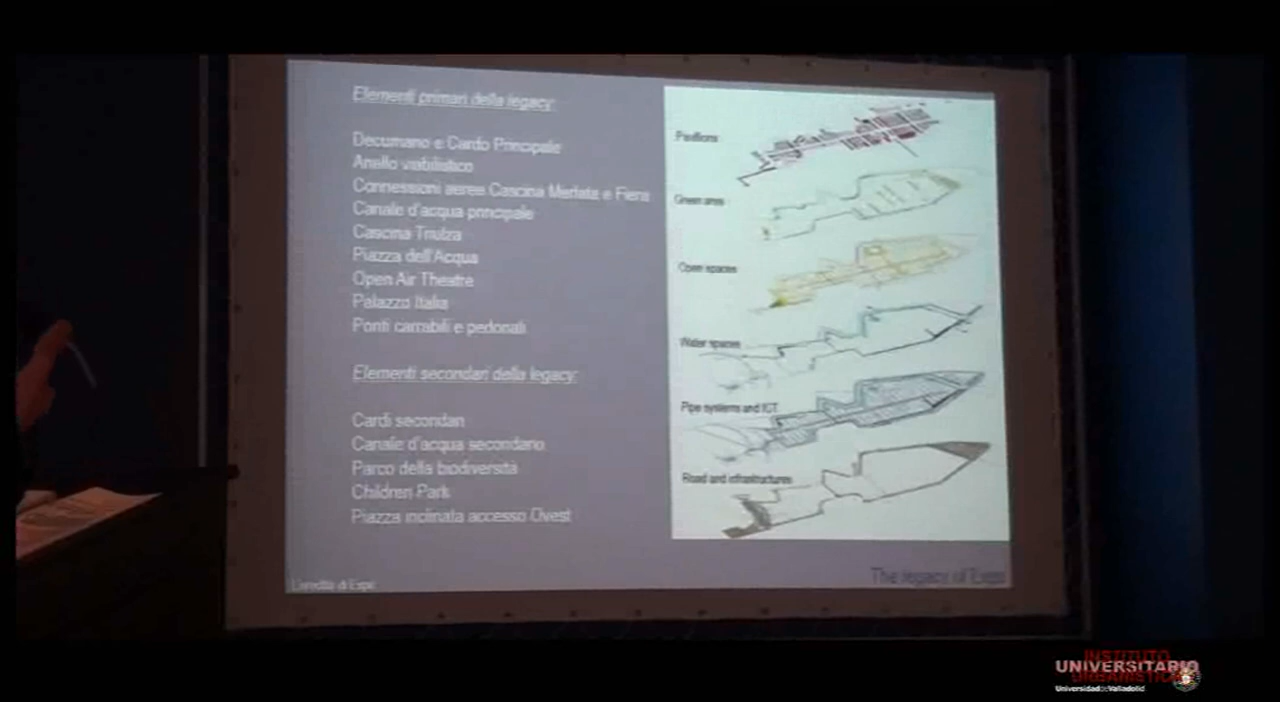 Elementi primari della legacy:
Decumano e Cardo Principale
Anello viabilistico
Connessioni aeree Cascina Merlata e Fiera
Canale d'acqua principale
Cascina Triulza
Piazza dell'Acqua
Open Air Theatre
Palazzo Italia
Ponti carrabili e pedonali
Elementi secondari della legacy:
Cardi secondari
Canale d'acqua secondario
Parco della biodiversità
Children Park
Piazza inclinata accesso Ovest
L'eredità di Expo
Pavilions
Green area
Open spaces
Water spaces
Pipe systems and ICT
Road and infrastructures
The legacy of Expo
INSTITUTO
UNIVERSITARIO
URBANÍSTICA
Universidad de Valladolid